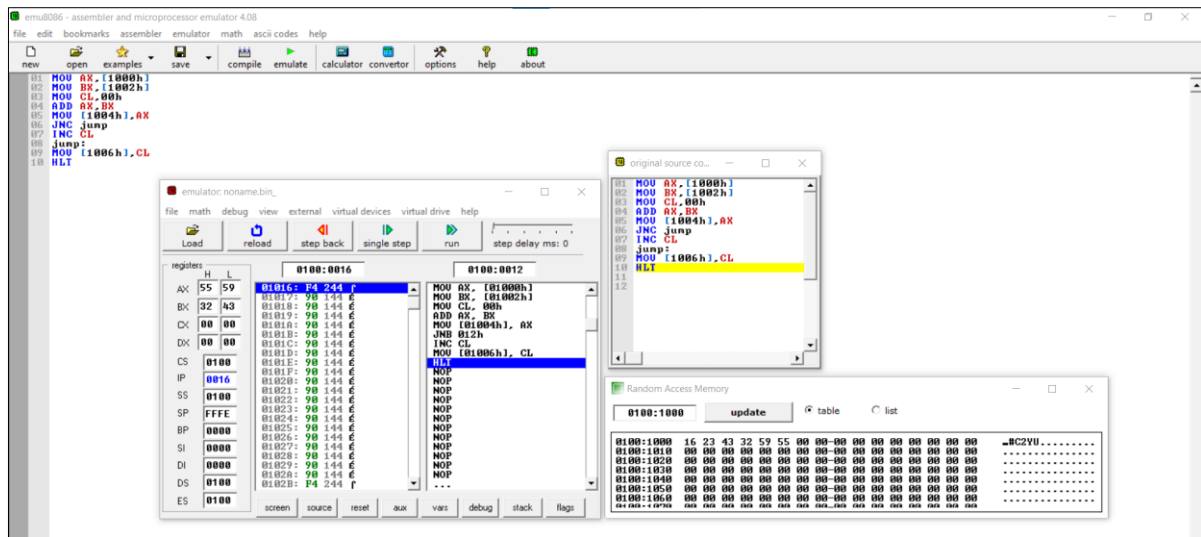 emu8086 - assembler and microprocessor emulator 4.08
file edit bookmarks assembler emulator math ascii codes help
new open examples save compile emulate calculator convertor options help about
01 MOV AX,[1000h]
02 MOV BX,[1002h]
03 MOV CL,00h
04 ADD AX,BX
05 MOV [1004h],AX
06 JNC jump
07 INC CL
08 jump:
09 MOV [1006h],CL
10 HLT
emulator: noname.bin_
file math debug view external virtual devices virtual drive help
Load reload step back single step run step delay ms: 0
registers
H L
AX 55 59
BX 32 43
CX 00 00
DX 00 00
CS 0100
IP 0016
SS 0100
SP FFFE
BP 0000
SI 0000
DI 0000
DS 0100
ES 0100
0100:0016
01016: F4 244 ⌠
01017: 90 144 É
01018: 90 144 É
01019: 90 144 É
0101A: 90 144 É
0101B: 90 144 É
0101C: 90 144 É
0101D: 90 144 É
0101E: 90 144 É
0101F: 90 144 É
01020: 90 144 É
01021: 90 144 É
01022: 90 144 É
01023: 90 144 É
01024: 90 144 É
01025: 90 144 É
01026: 90 144 É
01027: 90 144 É
01028: 90 144 É
01029: 90 144 É
0102A: 90 144 É
0102B: F4 244 ⌠
0100:0012
MOV AX, [01000h]
MOV BX, [01002h]
MOV CL, 00h
ADD AX, BX
MOV [01004h], AX
JNB 012h
INC CL
MOV [01006h], CL
HLT
NOP
NOP
NOP
NOP
NOP
NOP
NOP
NOP
NOP
NOP
NOP
NOP
...
screen source reset aux vars debug stack flags
original source co...
01 MOV AX,[1000h]
02 MOV BX,[1002h]
03 MOV CL,00h
04 ADD AX,BX
05 MOV [1004h],AX
06 JNC jump
07 INC CL
08 jump:
09 MOV [1006h],CL
10 HLT
11
12
Random Access Memory
0100:1000 update table list
0100:1000 16 23 43 32 59 55 00 00-00 00 00 00 00 00 00 00 ▬#C2YU..........
0100:1010 00 00 00 00 00 00 00 00-00 00 00 00 00 00 00 00 ................
0100:1020 00 00 00 00 00 00 00 00-00 00 00 00 00 00 00 00 ................
0100:1030 00 00 00 00 00 00 00 00-00 00 00 00 00 00 00 00 ................
0100:1040 00 00 00 00 00 00 00 00-00 00 00 00 00 00 00 00 ................
0100:1050 00 00 00 00 00 00 00 00-00 00 00 00 00 00 00 00 ................
0100:1060 00 00 00 00 00 00 00 00-00 00 00 00 00 00 00 00 ................